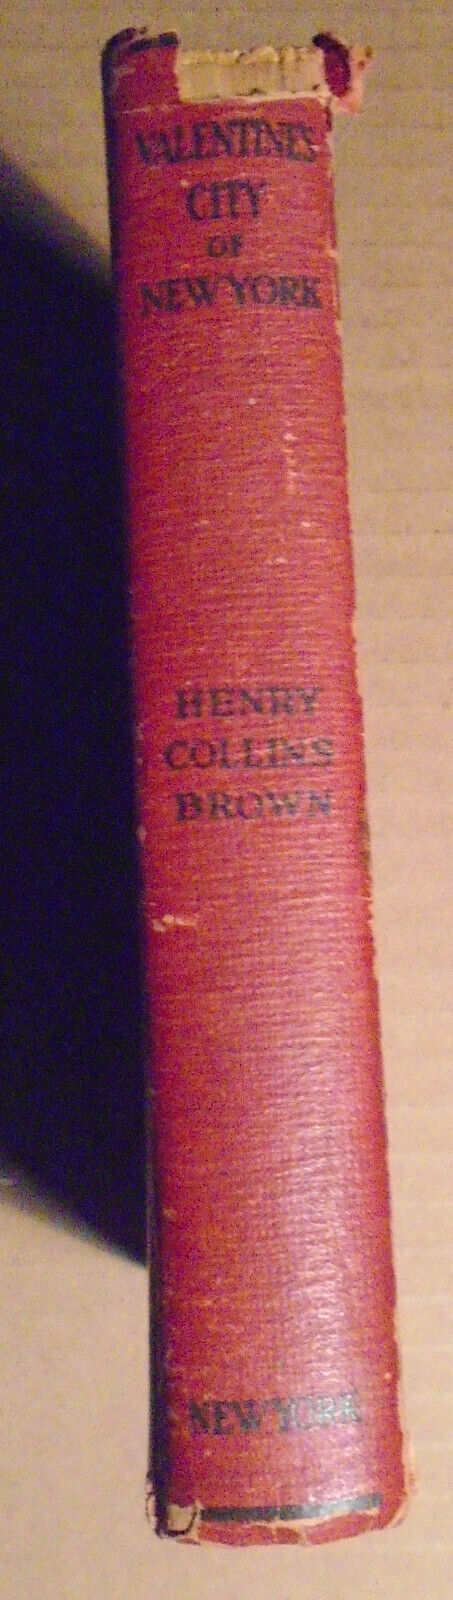 VALENTINE'S
CITY
OF
NEW YORK
HENRY
COLLINS
BROWN
NEW YORK